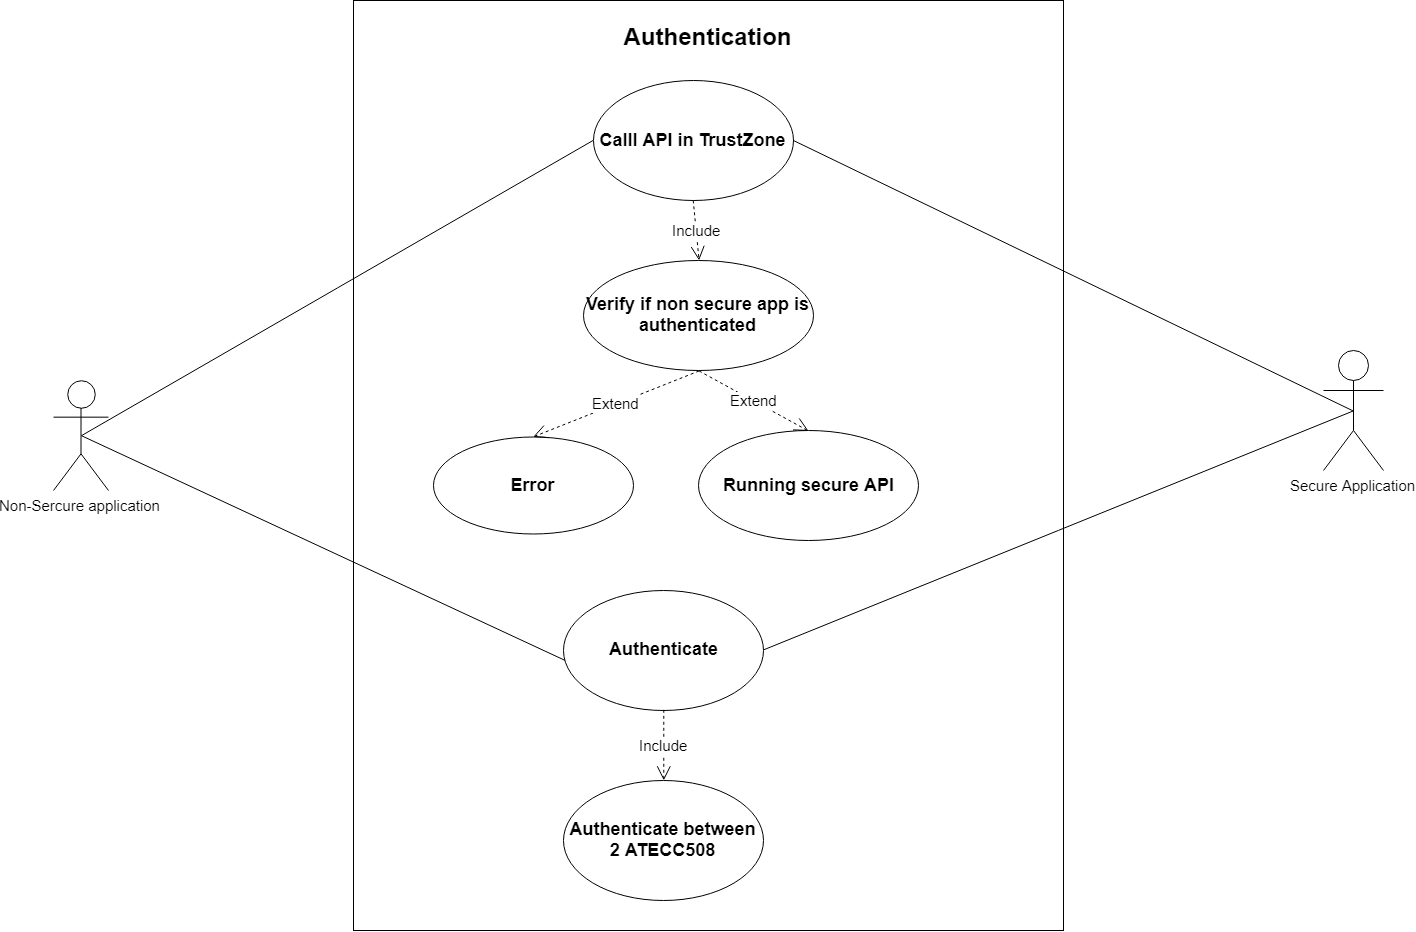 Authentication
Calll API in TrustZone
Include
Verify if non secure app is
authenticated
Extend
Extend
Error
Running secure API
Non-Sercure application
Secure Application
Authenticate
Include
Authenticate between
2 ATECC508